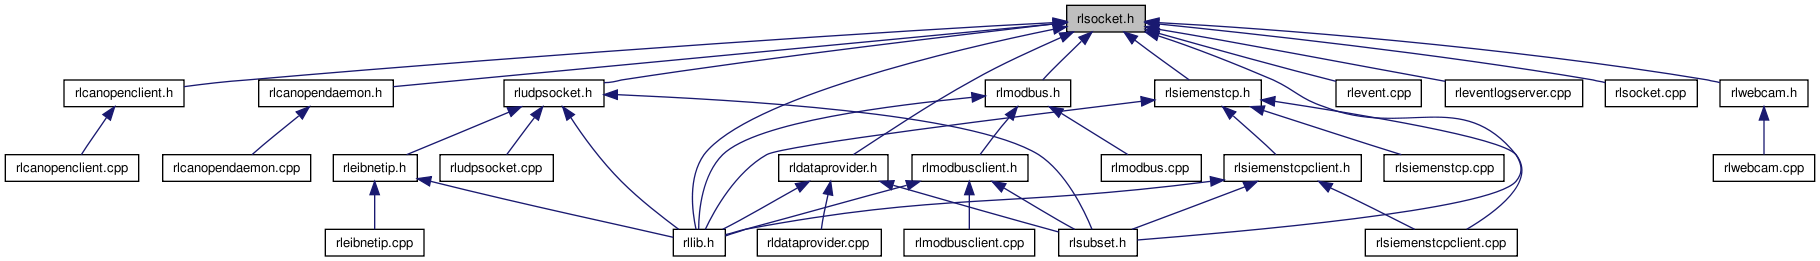 rlsocket.h
rlcanopenclient.h
rlcanopendaemon.h
rludpsocket.h
rlmodbus.h
rlsiemenstcp.h
rlevent.cpp
rleventlogserver.cpp
rlsocket.cpp
rlwebcam.h
rlcanopenclient.cpp
rlcanopendaemon.cpp
rleibnetip.h
rludpsocket.cpp
rldataprovider.h
rlmodbusclient.h
rlmodbus.cpp
rlsiemenstcpclient.h
rlsiemenstcp.cpp
rlwebcam.cpp
rleibnetip.cpp
rllib.h
rldataprovider.cpp
rlmodbusclient.cpp
rlsubset.h
rlsiemenstcpclient.cpp